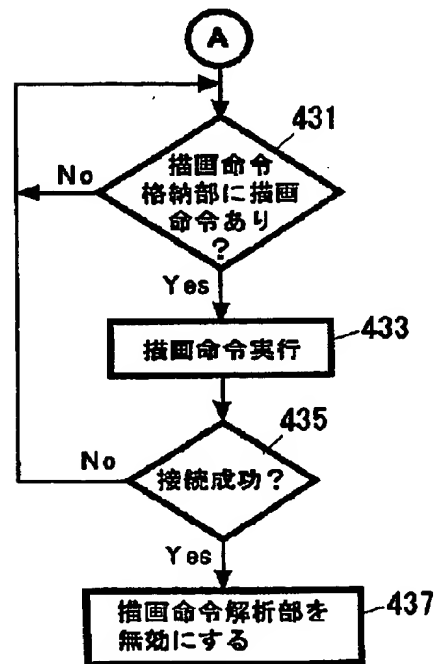 A
431
描画命令
格納部に描画
命令あり
?
No
Yes
描画命令実行
433
435
接続成功?
No
Yes
描画命令解析部を
無効にする
437